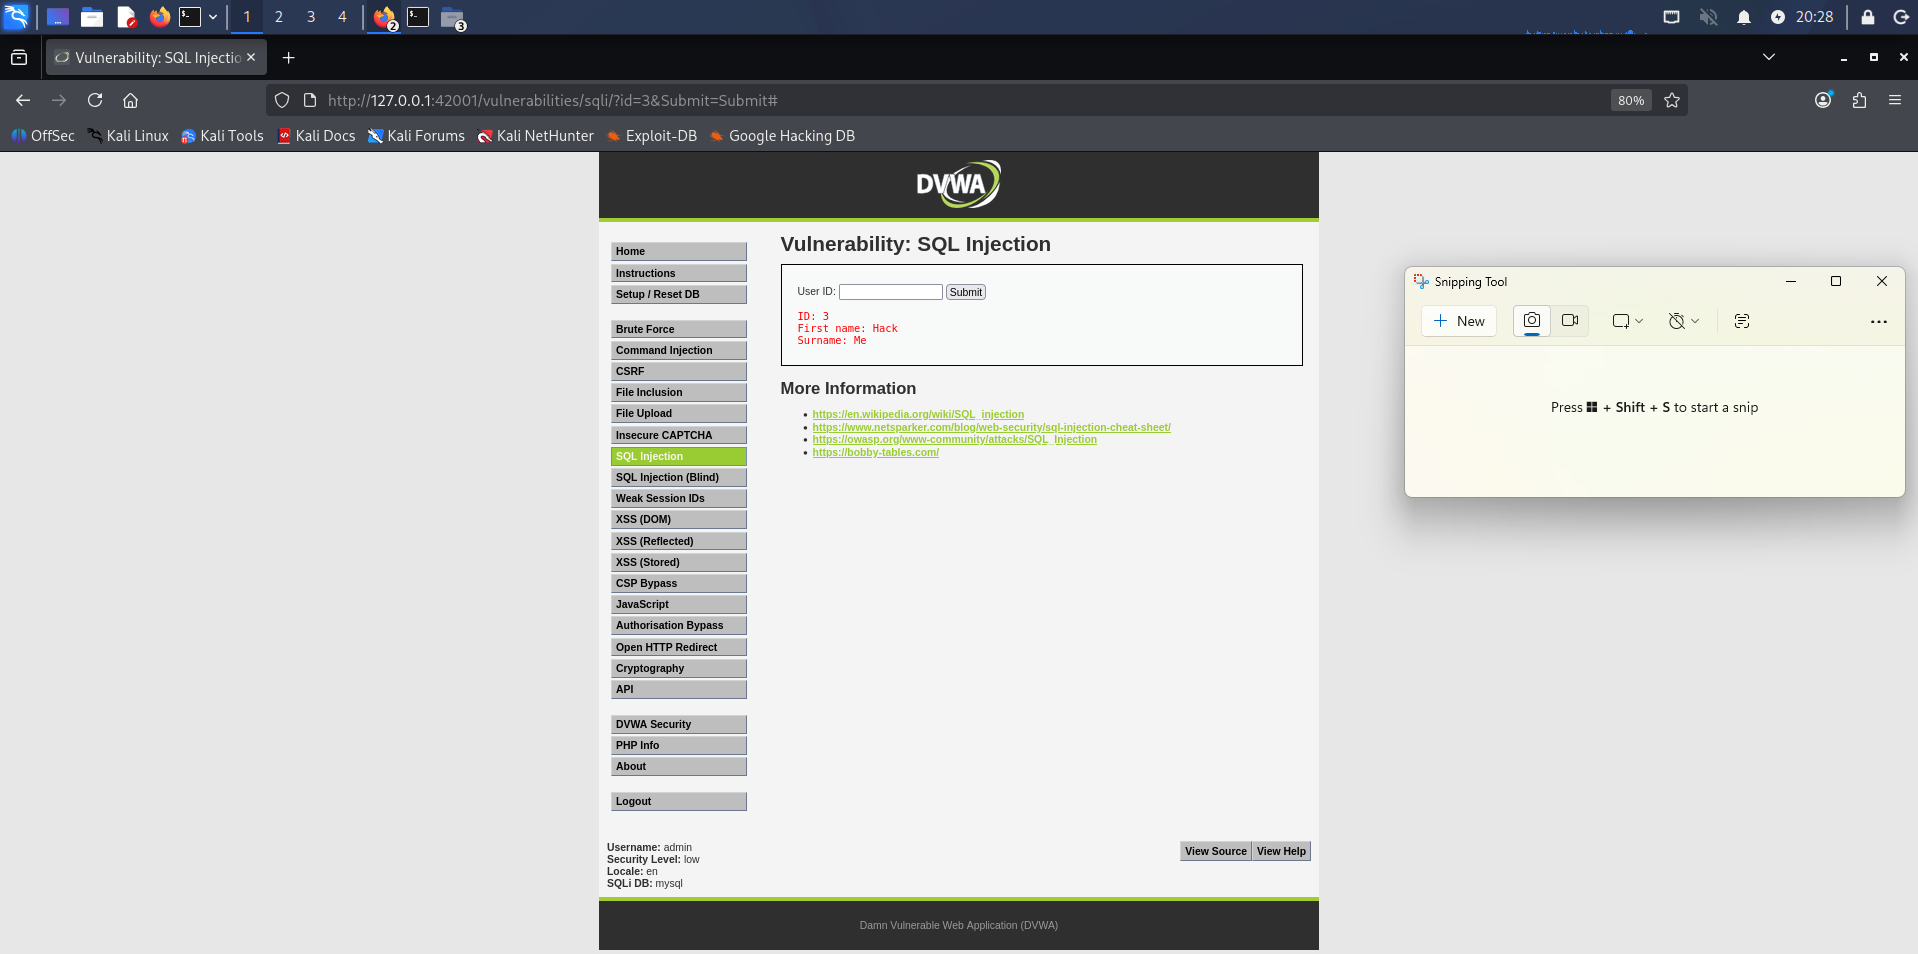 1 2 3 4
2
3
20:28
Vulnerability: SQL Injectio
http://127.0.0.1:42001/vulnerabilities/sqli/?id=3&Submit=Submit#
80%
OffSec Kali Linux Kali Tools Kali Docs Kali Forums Kali NetHunter Exploit-DB Google Hacking DB
DVWA
Home
Instructions
Setup / Reset DB
Brute Force
Command Injection
CSRF
File Inclusion
File Upload
Insecure CAPTCHA
SQL Injection
SQL Injection (Blind)
Weak Session IDs
XSS (DOM)
XSS (Reflected)
XSS (Stored)
CSP Bypass
JavaScript
Authorisation Bypass
Open HTTP Redirect
Cryptography
API
DVWA Security
PHP Info
About
Logout
Vulnerability: SQL Injection
User ID: Submit
ID: 3
First name: Hack
Surname: Me
More Information
https://en.wikipedia.org/wiki/SQL_injection
https://www.netsparker.com/blog/web-security/sql-injection-cheat-sheet/
https://owasp.org/www-community/attacks/SQL_Injection
https://bobby-tables.com/
Snipping Tool
New
Press + Shift + S to start a snip
Username: admin
Security Level: low
Locale: en
SQLi DB: mysql
View Source View Help
Damn Vulnerable Web Application (DVWA)